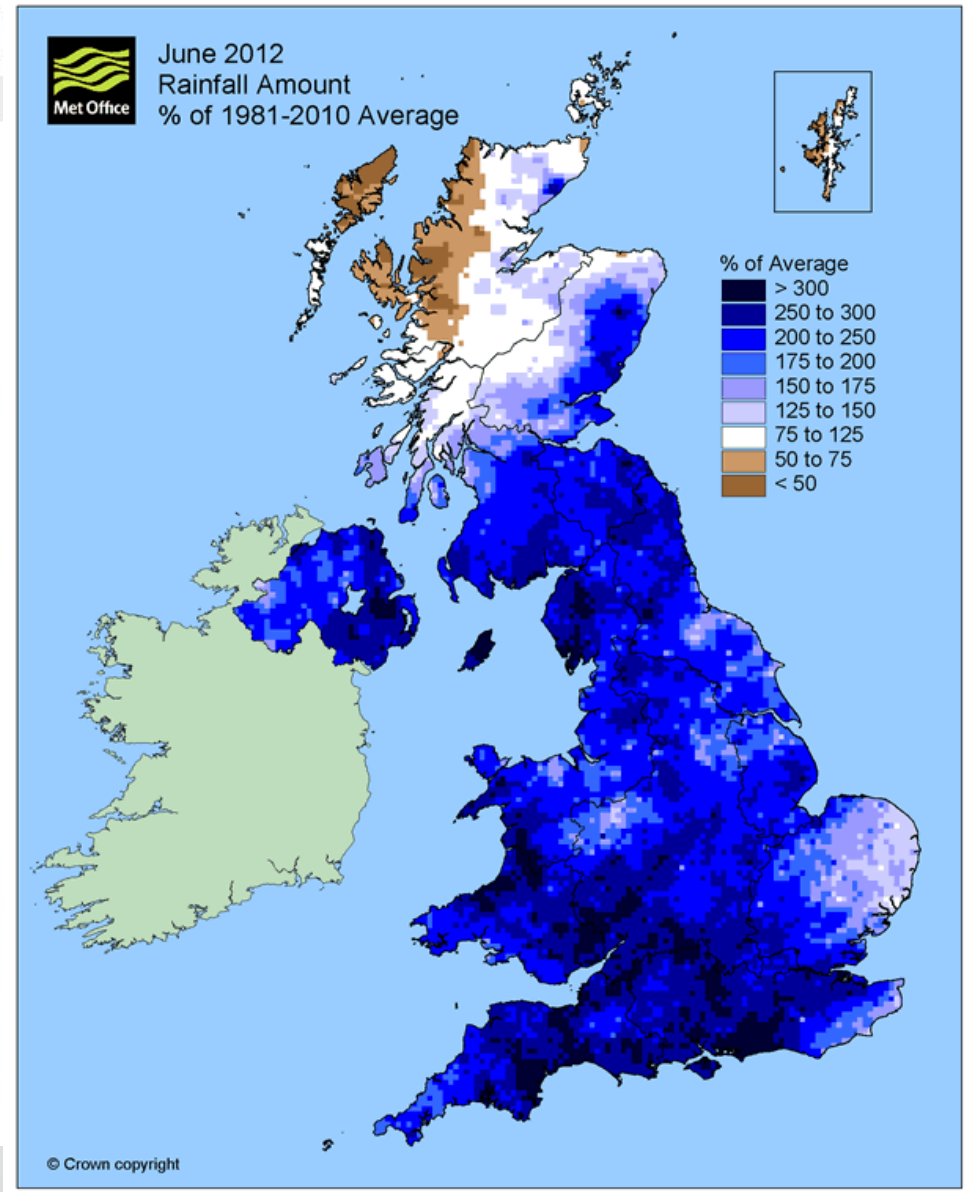 Met Office
June 2012
Rainfall Amount
% of 1981-2010 Average
% of Average
> 300
250 to 300
200 to 250
175 to 200
150 to 175
125 to 150
75 to 125
50 to 75
< 50
© Crown copyright